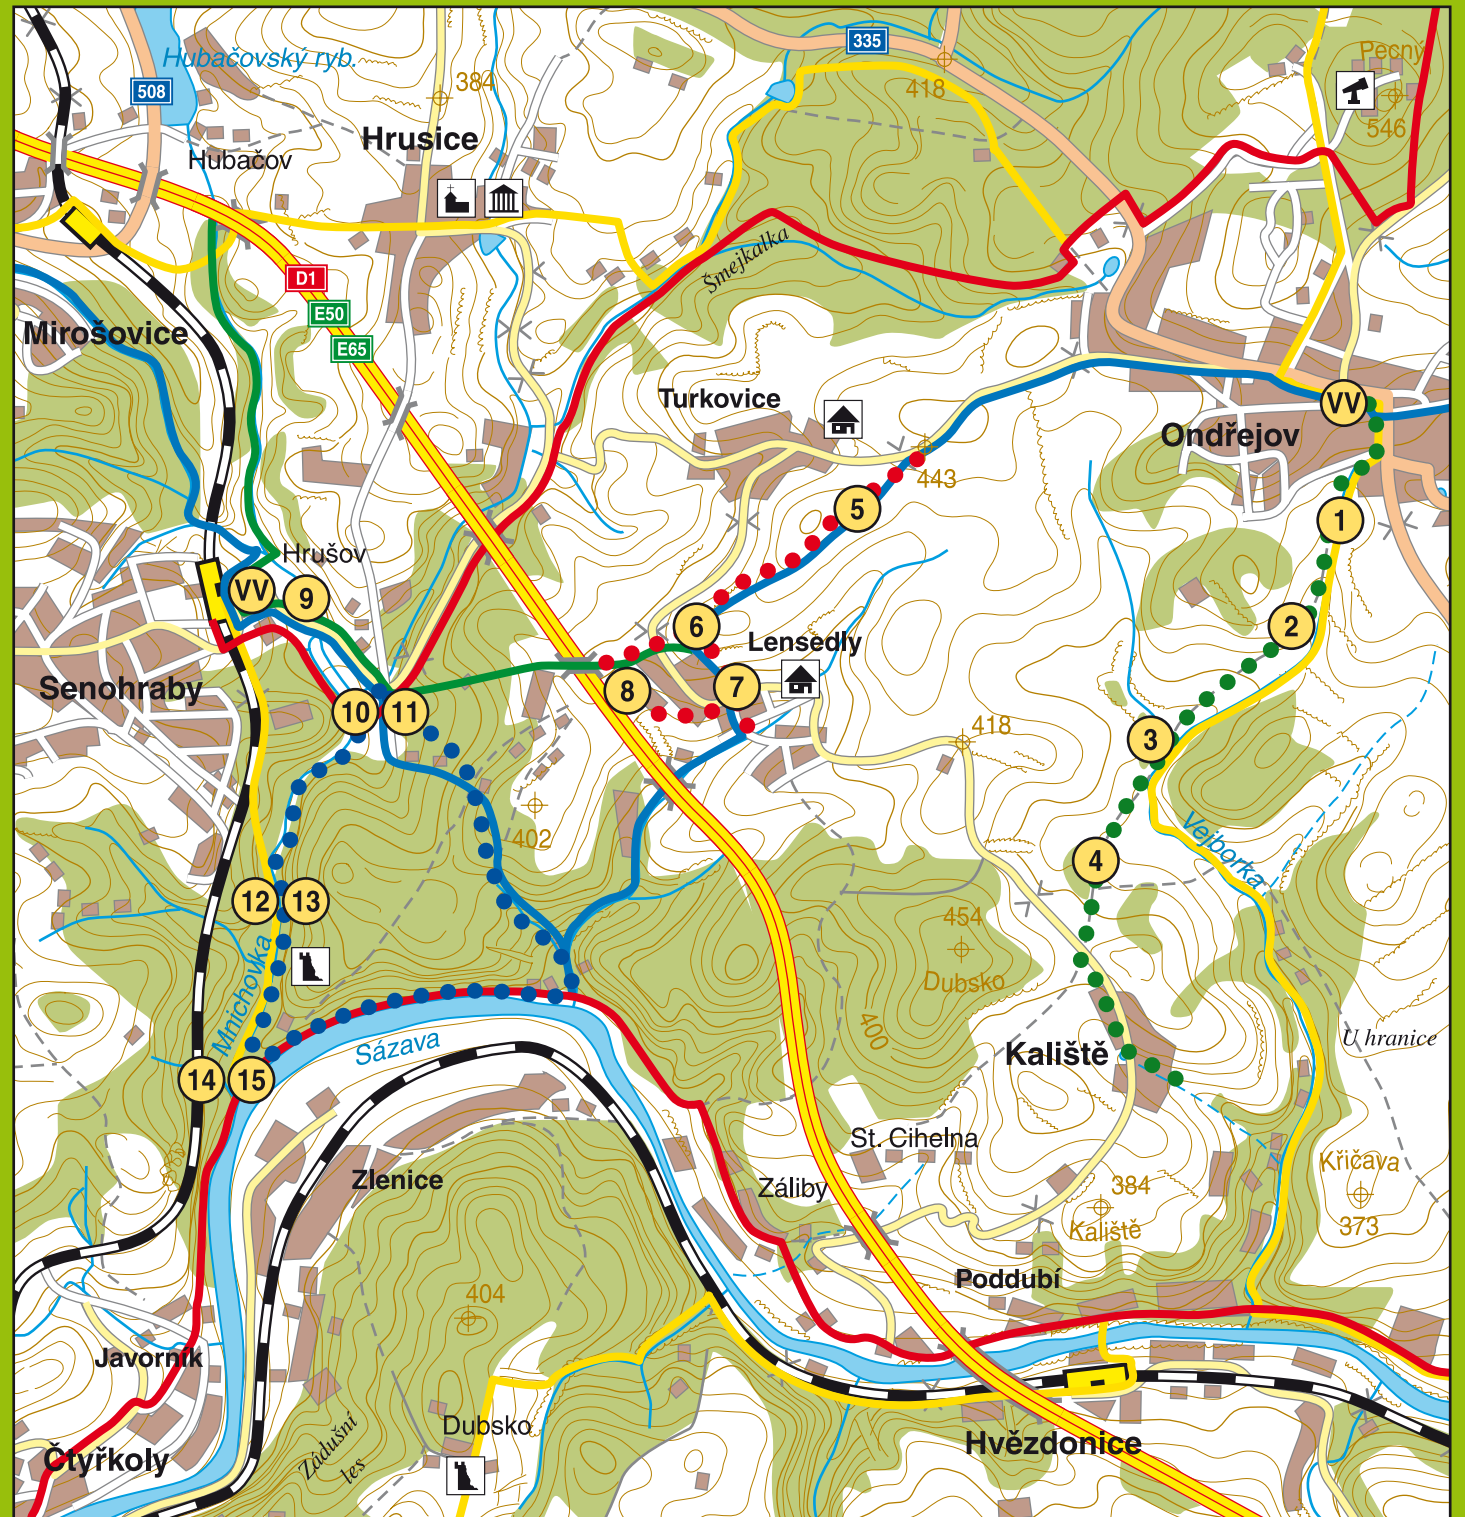 Hubačovský ryb.
335
Pecný
508
384
418
546
Hrusice
Hubačov
Šmejkalka
D1
E50
E65
Mirošovice
Turkovice
VV
Ondřejov
443
5
1
Hrušov
VV
9
6
2
Lensedly
Senohraby
8
7
10
11
418
3
402
Vejborka
4
12
13
454
Dubsko
Mnichovka
400
Sázava
Kaliště
U hranice
14
15
St. Cihelna
Zlenice
Záliby
Křičava
384
Kaliště
373
Poddubí
404
Javorník
Dubsko
Zádušní
les
Čtyřkoly
Hvězdonice